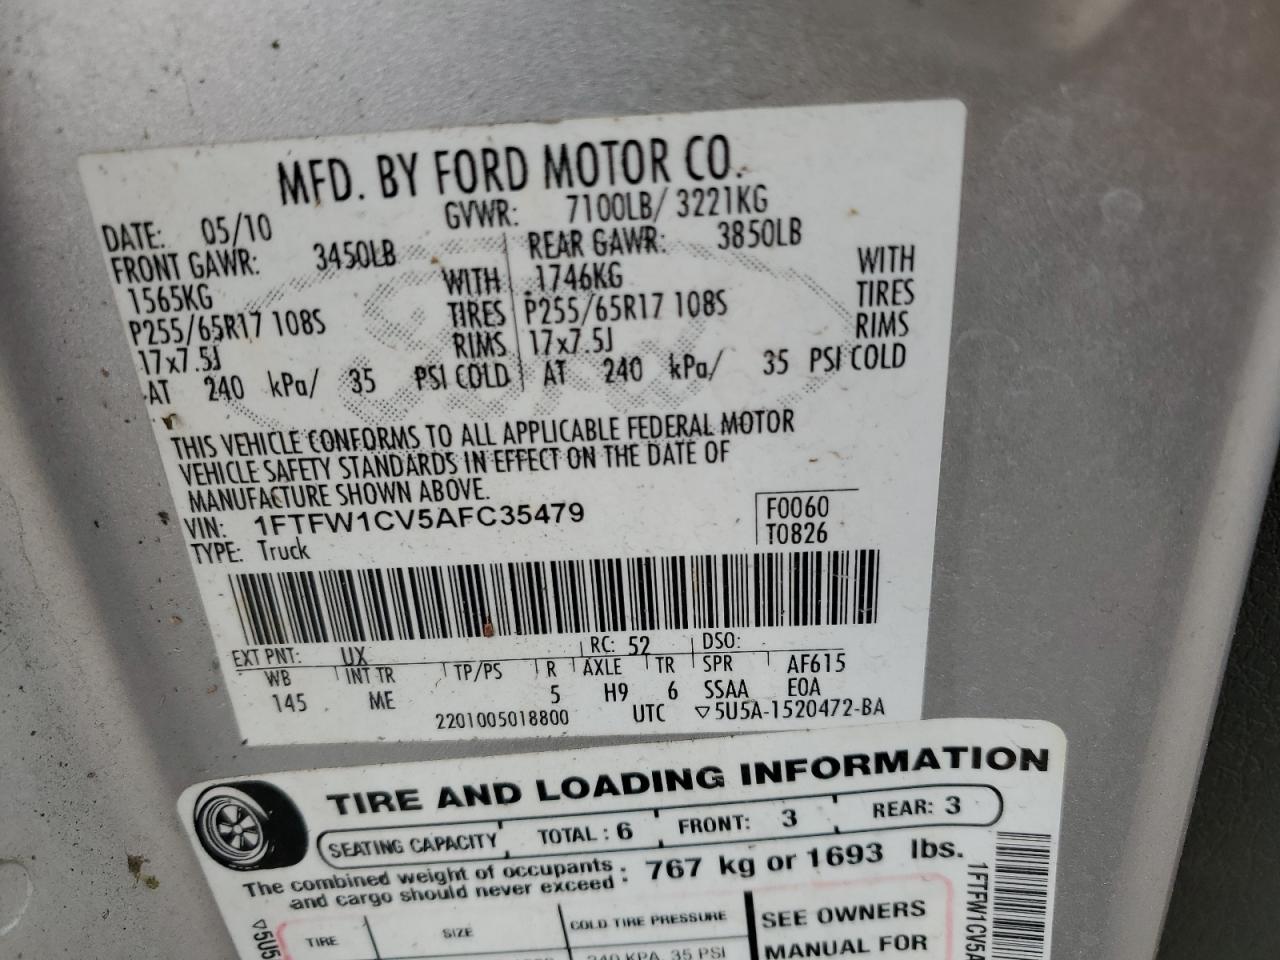 MFD. BY FORD MOTOR CO.
DATE: 05/10 GVWR: 7100LB/ 3221KG
FRONT GAWR: 3450LB REAR GAWR: 3850LB
1565KG WITH 1746KG WITH
P255/65R17 108S TIRES P255/65R17 108S TIRES
17x7.5J RIMS 17x7.5J RIMS
AT 240 kPa/ 35 PSI COLD AT 240 kPa/ 35 PSI COLD
THIS VEHICLE CONFORMS TO ALL APPLICABLE FEDERAL MOTOR
VEHICLE SAFETY STANDARDS IN EFFECT ON THE DATE OF
MANUFACTURE SHOWN ABOVE.
VIN: 1FTFW1CV5AFC35479 F0060
TYPE: Truck T0826
EXT PNT: UX RC: 52 DSO:
WB INT TR TP/PS R AXLE TR SPR AF615
145 ME 5 H9 6 SSAA E0A
2201005018800 UTC ▽5U5A-1520472-BA
TIRE AND LOADING INFORMATION
SEATING CAPACITY TOTAL: 6 FRONT: 3 REAR: 3
The combined weight of occupants
and cargo should never exceed : 767 kg or 1693 lbs.
TIRE SIZE COLD TIRE PRESSURE SEE OWNERS
240 KPA, 35 PSI MANUAL FOR
▽5U5
1FTFW1CV5A